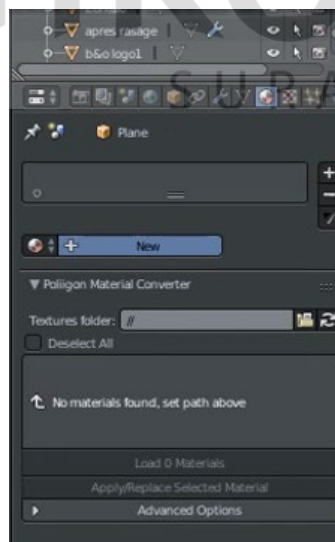 apres rasage
b&o logo1
SURA
Plane
New
Poliigon Material Converter
Textures folder: //
Deselect All
No materials found, set path above
Load 0 Materials
Apply/Replace Selected Material
Advanced Options